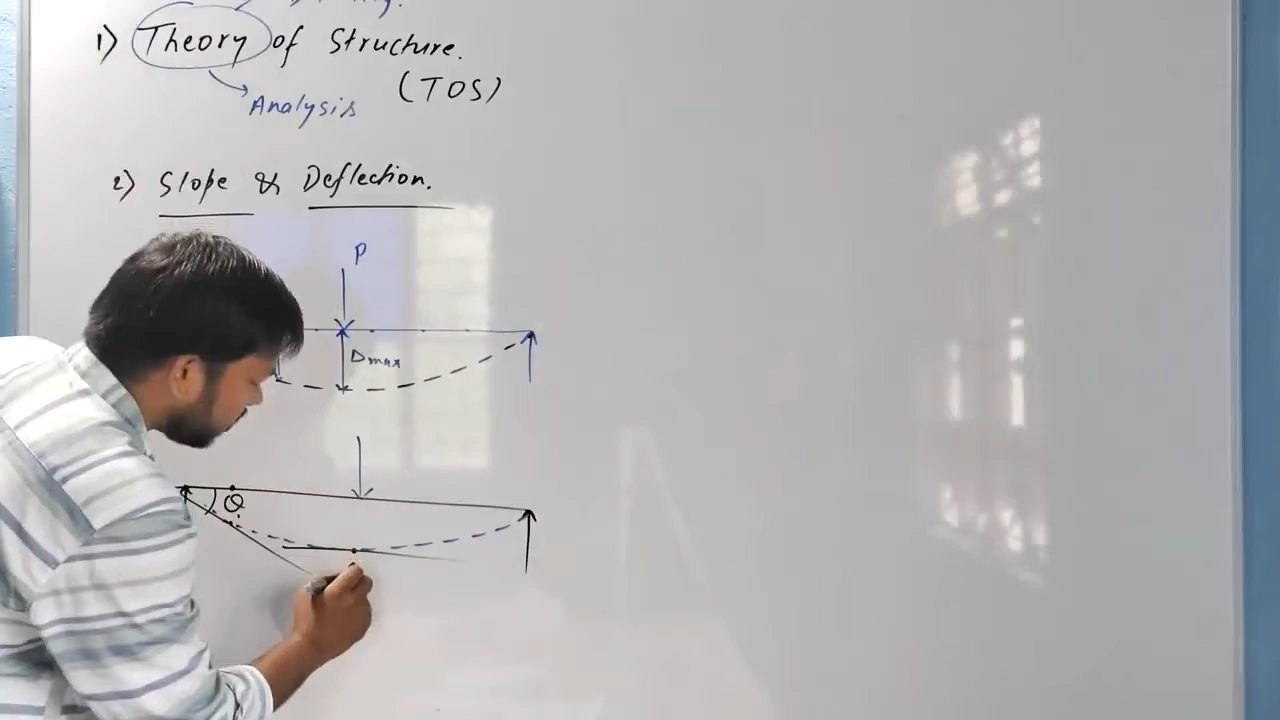 1) Theory of Structure.
(TOS)
Analysis
2) Slope & Deflection.
P
Dmax
θ